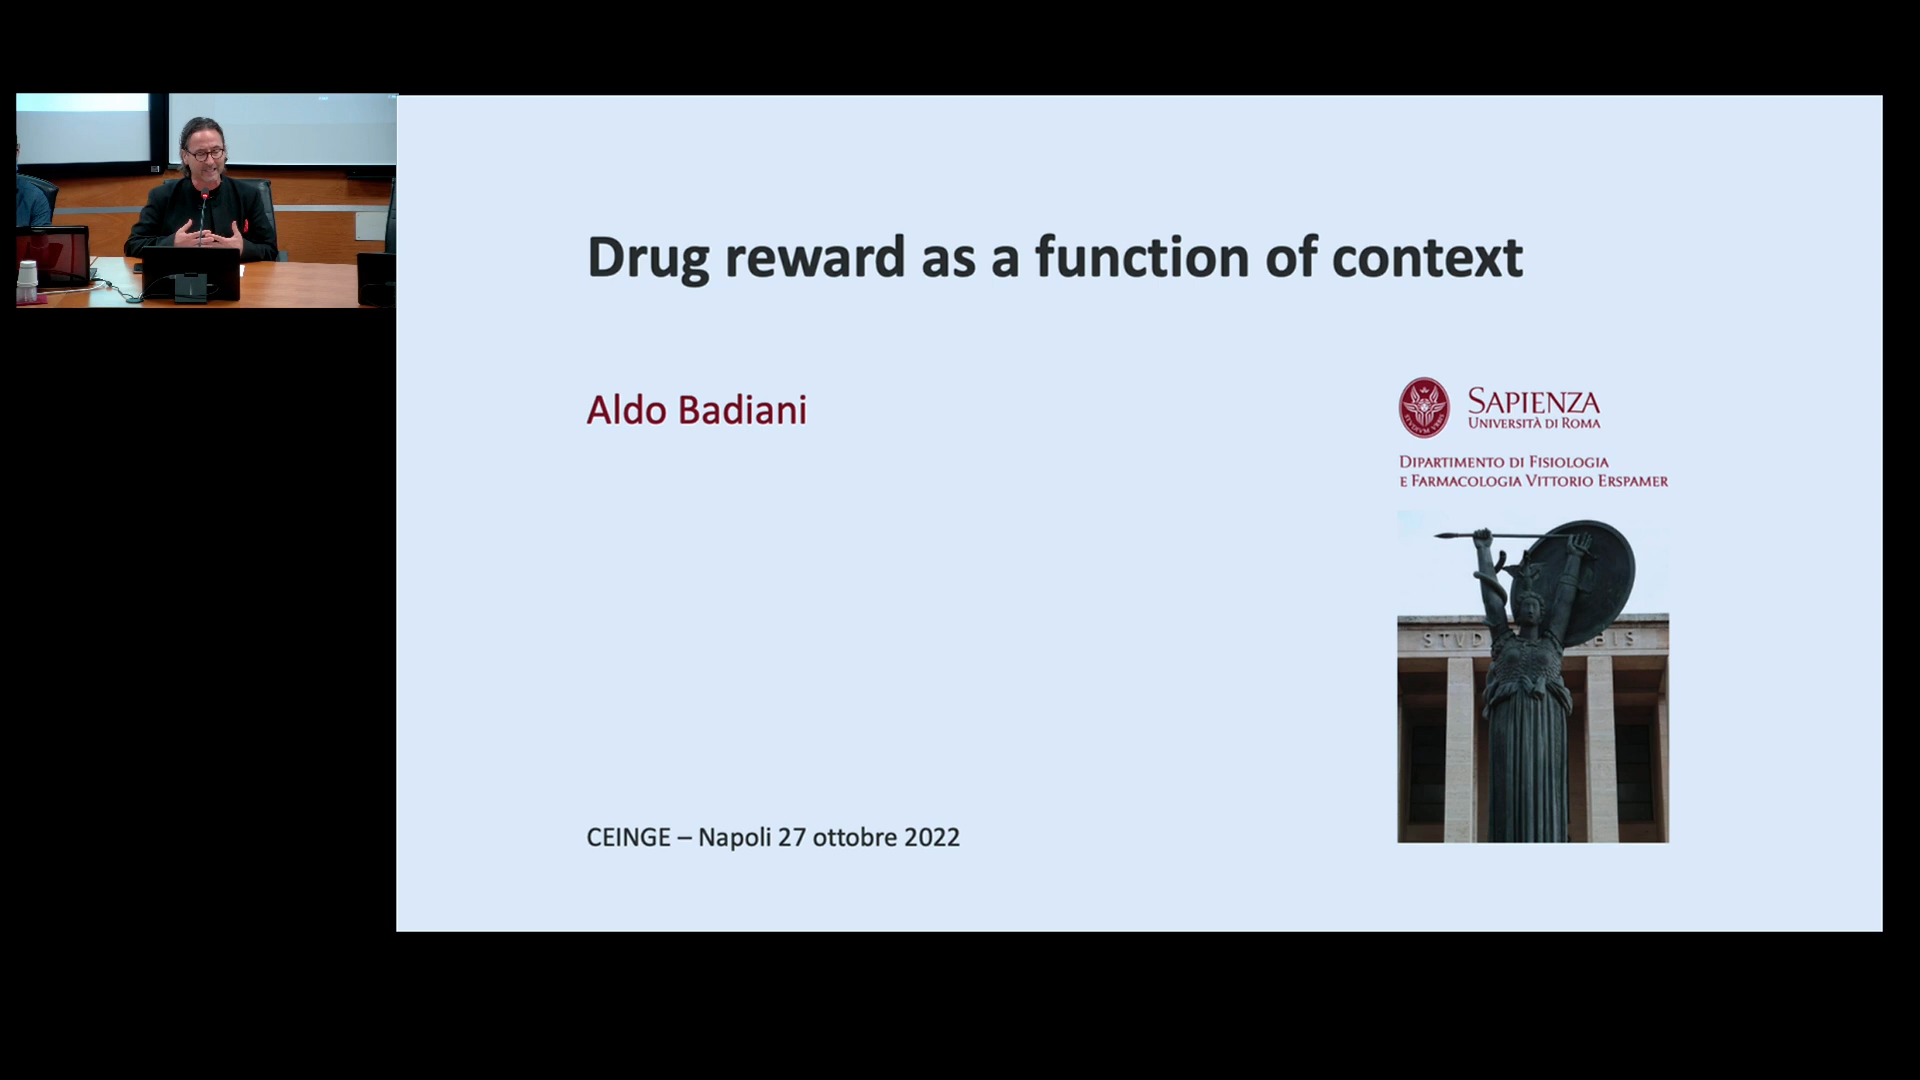 Drug reward as a function of context
Aldo Badiani
SAPIENZA
UNIVERSITÀ DI ROMA
DIPARTIMENTO DI FISIOLOGIA
E FARMACOLOGIA VITTORIO ERSPAMER
CEINGE – Napoli 27 ottobre 2022